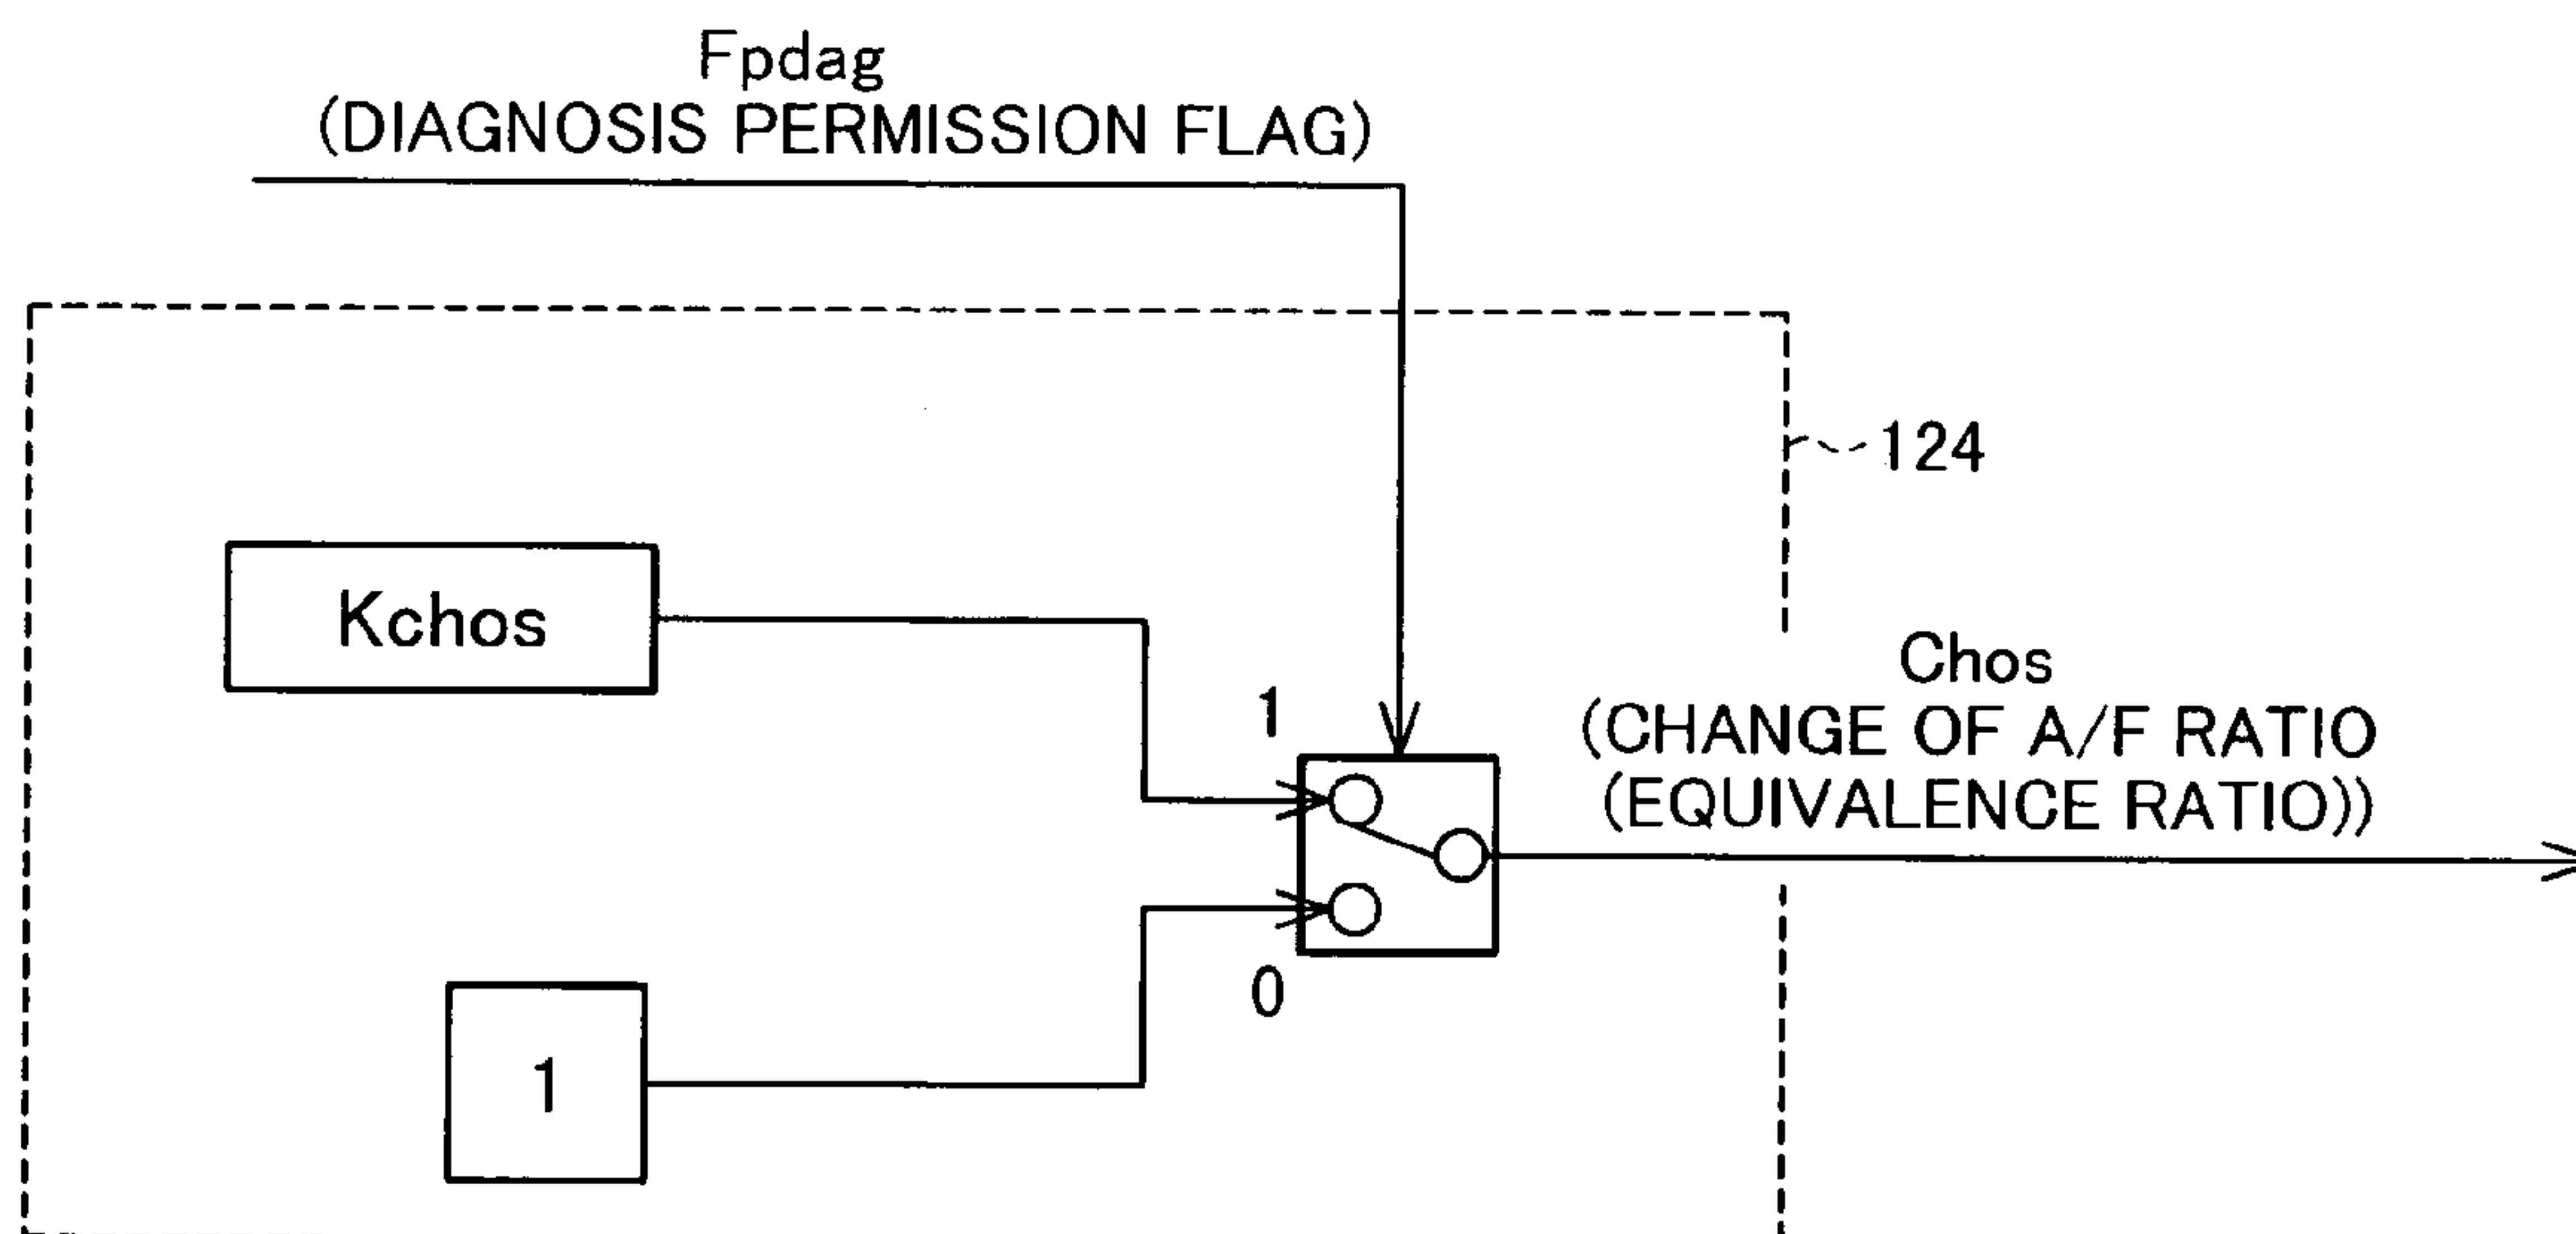 Fpdag
(DIAGNOSIS PERMISSION FLAG)
124
Kchos
Chos
(CHANGE OF A/F RATIO
(EQUIVALENCE RATIO))
1
0
1